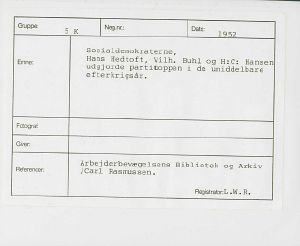 Gruppe: 5 K Neg.nr.: Dato: 1952
Emne: Socialdemokraterne,
Hans Hedtoft, Vilh. Buhl og H:C: Hansen
udgjorde partitoppen i de umiddelbare
efterkrigsår.
Fotograf:
Giver:
Referencer: Arbejderbevægelsens Bibliotek og Arkiv
/Carl Rasmussen.
Registrator: L.W.R.